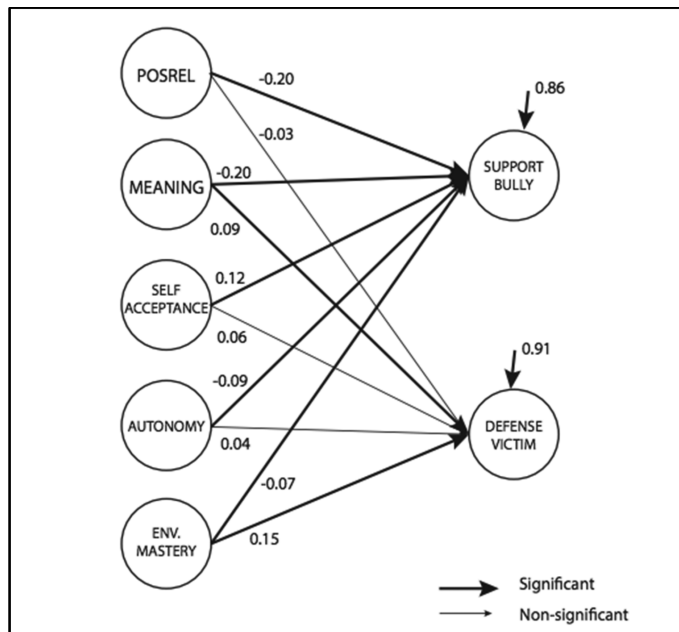 POSREL
-0.20
-0.03
0.86
SUPPORT
BULLY
MEANING
-0.20
0.09
SELF
ACCEPTANCE
0.12
0.06
0.91
AUTONOMY
-0.09
0.04
DEFENSE
VICTIM
ENV.
MASTERY
-0.07
0.15
Significant
Non-significant